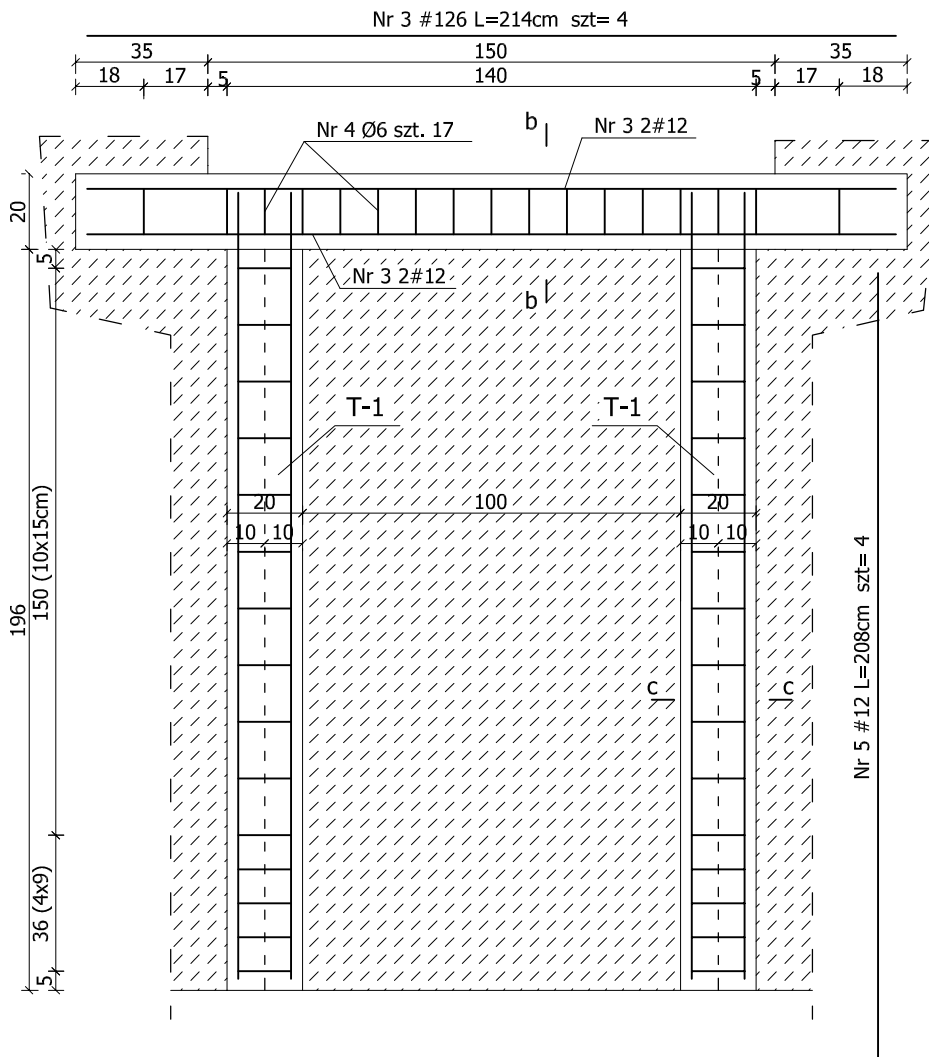 Nr 3 #126 L=214cm szt= 4
35 150 35
18 17 5 140 5 17 18
b
Nr 4 Ø6 szt. 17
Nr 3 2#12
20
5
Nr 3 2#12
b
T-1
T-1
20 100 20
10 10 10 10
196
150 (10x15cm)
c c
Nr 5 #12 L=208cm szt= 4
36 (4x9)
5